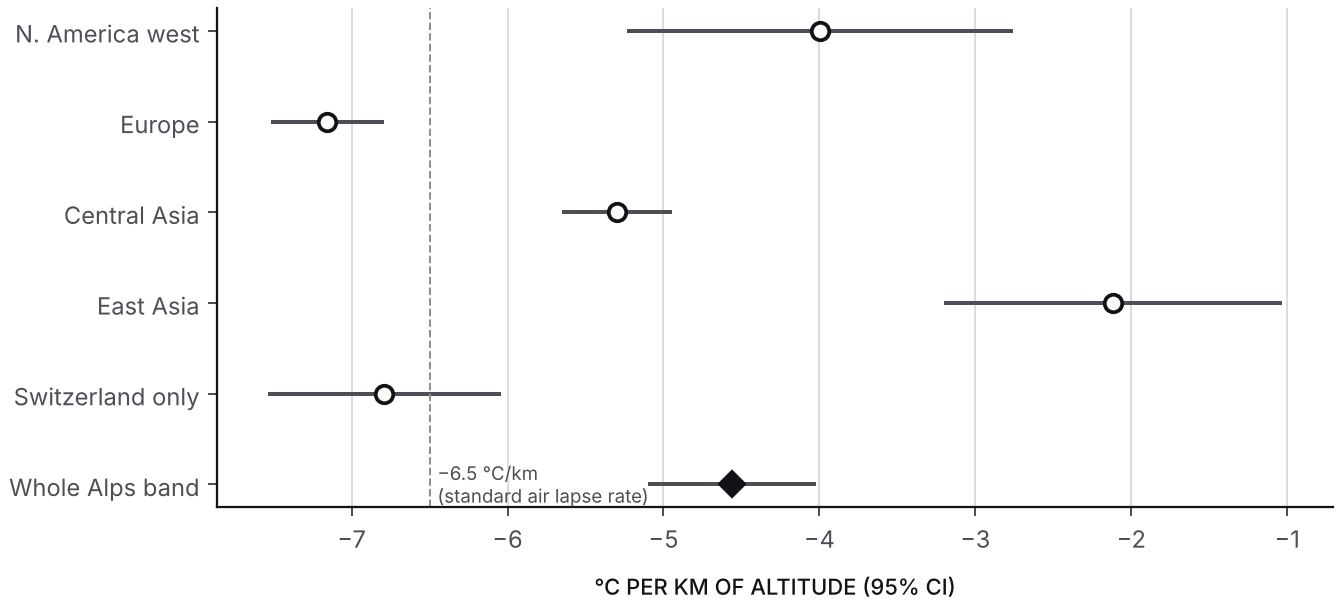 N. America west
Europe
Central Asia
East Asia
Switzerland only
Whole Alps band
−6.5 °C/km
(standard air lapse rate)
−7
−6
−5
−4
−3
−2
−1
°C PER KM OF ALTITUDE (95% CI)